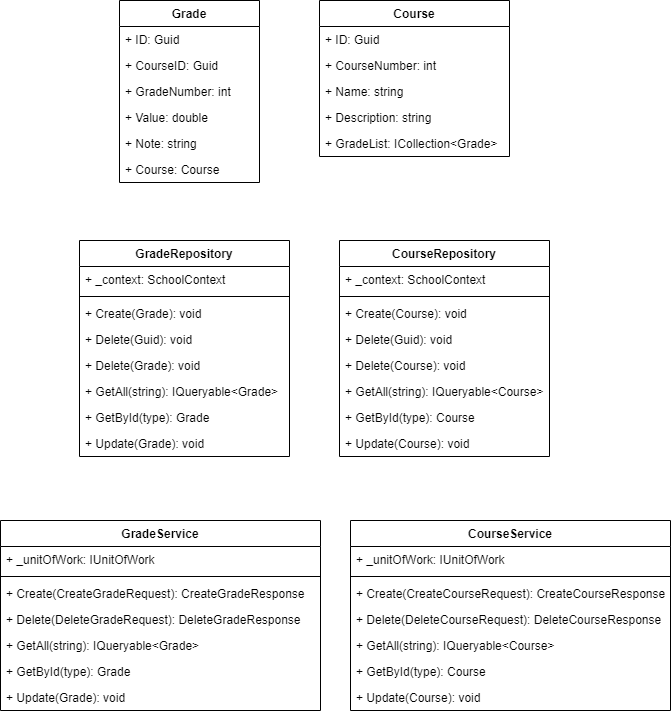 Grade
+ ID: Guid
+ CourseID: Guid
+ GradeNumber: int
+ Value: double
+ Note: string
+ Course: Course
Course
+ ID: Guid
+ CourseNumber: int
+ Name: string
+ Description: string
+ GradeList: ICollection<Grade>
GradeRepository
+ _context: SchoolContext
+ Create(Grade): void
+ Delete(Guid): void
+ Delete(Grade): void
+ GetAll(string): IQueryable<Grade>
+ GetById(type): Grade
+ Update(Grade): void
CourseRepository
+ _context: SchoolContext
+ Create(Course): void
+ Delete(Guid): void
+ Delete(Course): void
+ GetAll(string): IQueryable<Course>
+ GetById(type): Course
+ Update(Course): void
GradeService
+ _unitOfWork: IUnitOfWork
+ Create(CreateGradeRequest): CreateGradeResponse
+ Delete(DeleteGradeRequest): DeleteGradeResponse
+ GetAll(string): IQueryable<Grade>
+ GetById(type): Grade
+ Update(Grade): void
CourseService
+ _unitOfWork: IUnitOfWork
+ Create(CreateCourseRequest): CreateCourseResponse
+ Delete(DeleteCourseRequest): DeleteCourseResponse
+ GetAll(string): IQueryable<Course>
+ GetById(type): Course
+ Update(Course): void